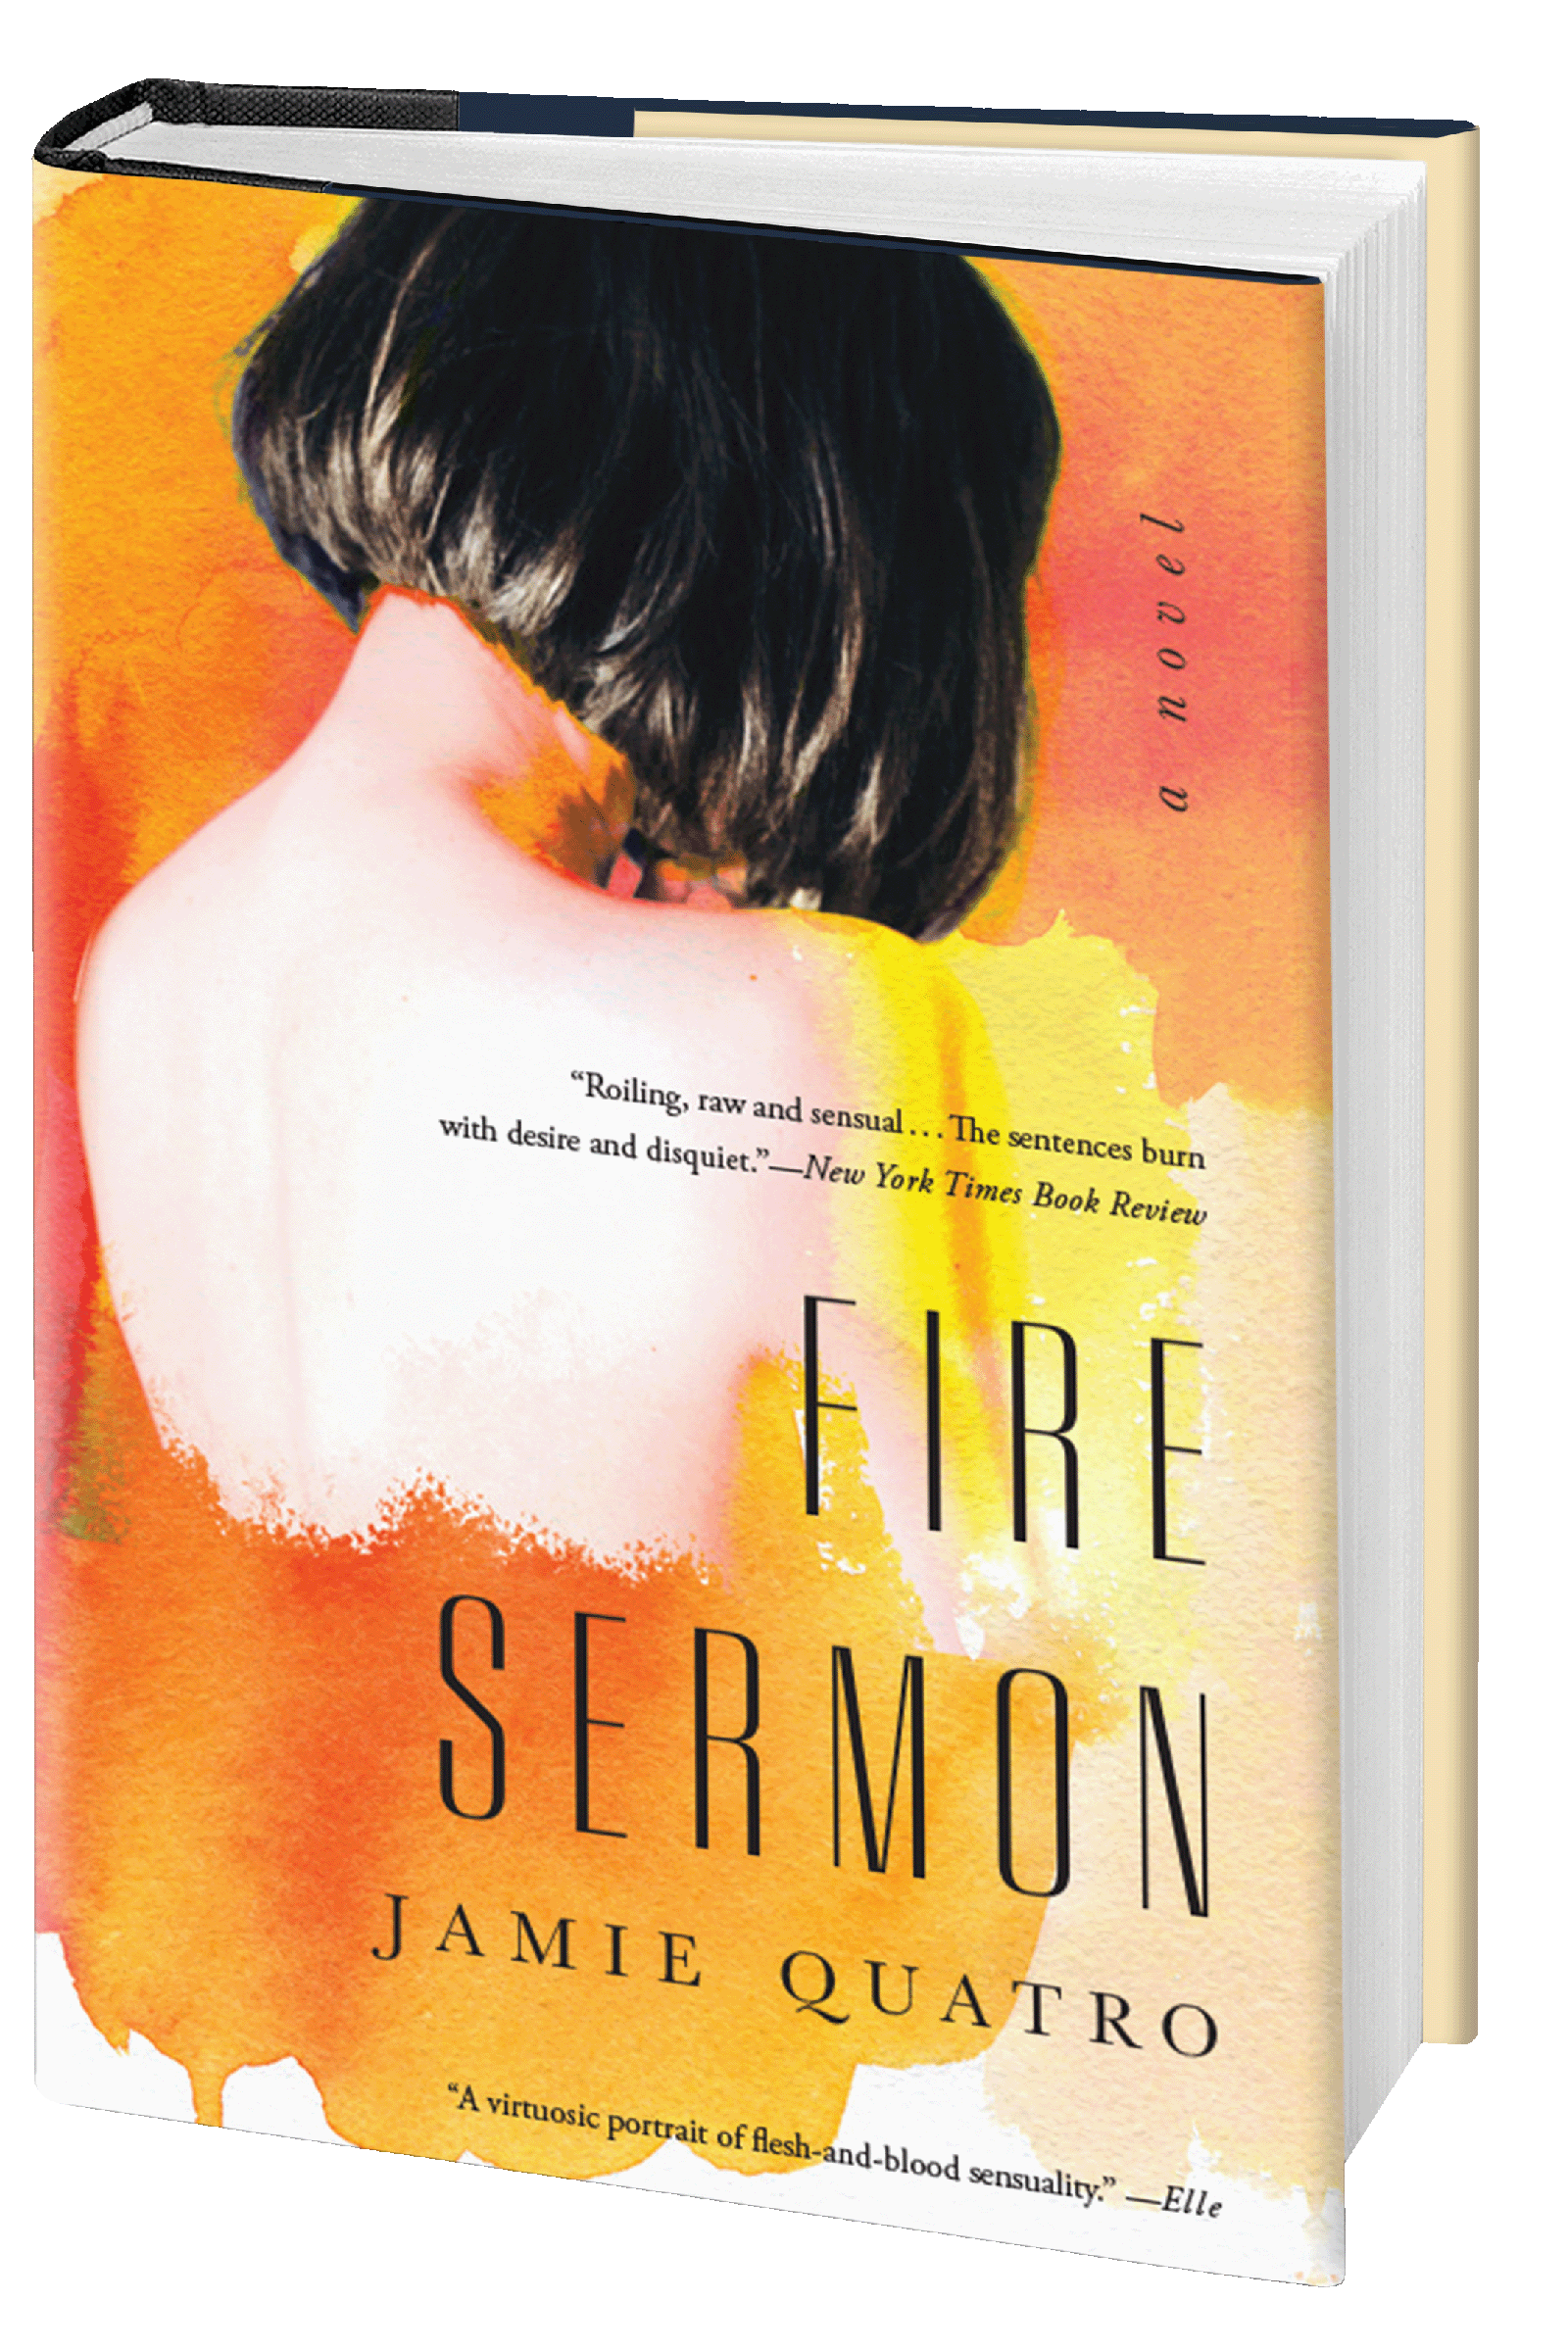 a novel
“Roiling, raw and sensual . . . The sentences burn
with desire and disquiet.”—New York Times Book Review
FIRE
SERMON
JAMIE QUATRO
“A virtuosic portrait of flesh-and-blood sensuality.” —Elle